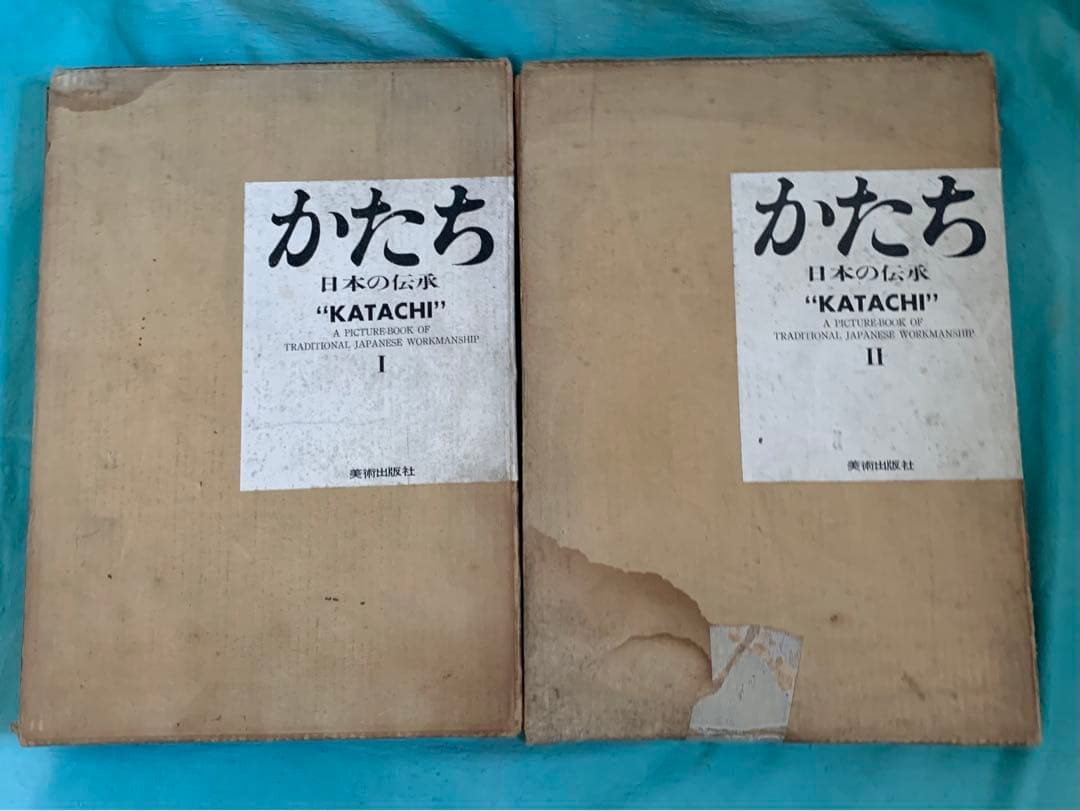 かたち
日本の伝承
“KATACHI”
A PICTURE-BOOK OF
TRADITIONAL JAPANESE WORKMANSHIP
I
美術出版社
かたち
日本の伝承
“KATACHI”
A PICTURE-BOOK OF
TRADITIONAL JAPANESE WORKMANSHIP
II
美術出版社